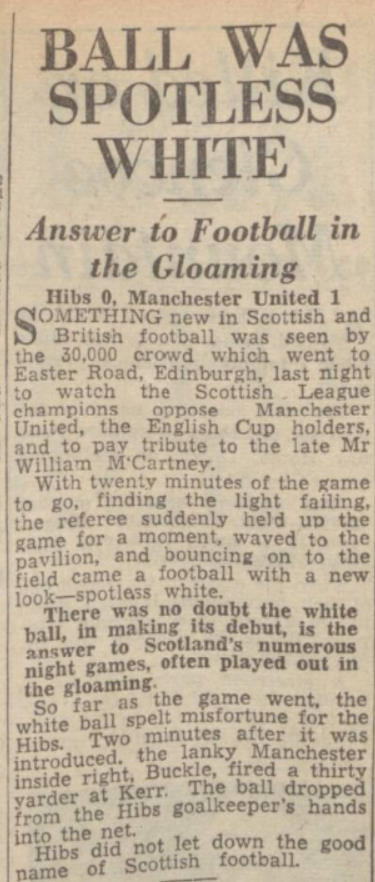 BALL WAS
SPOTLESS
WHITE
Answer to Football in
the Gloaming
Hibs 0, Manchester United 1
SOMETHING new in Scottish and
British football was seen by
the 30,000 crowd which went to
Easter Road, Edinburgh, last night
to watch the Scottish League
champions oppose Manchester
United, the English Cup holders,
and to pay tribute to the late Mr
William M'Cartney.
With twenty minutes of the game
to go, finding the light failing,
the referee suddenly held up the
game for a moment, waved to the
pavilion, and bouncing on to the
field came a football with a new
look—spotless white.
There was no doubt the white
ball, in making its debut, is the
answer to Scotland's numerous
night games, often played out in
the gloaming.
So far as the game went, the
white ball spelt misfortune for the
Hibs. Two minutes after it was
introduced, the lanky Manchester
inside right, Buckle, fired a thirty
yarder at Kerr. The ball dropped
from the Hibs goalkeeper's hands
into the net.
Hibs did not let down the good
name of Scottish football.